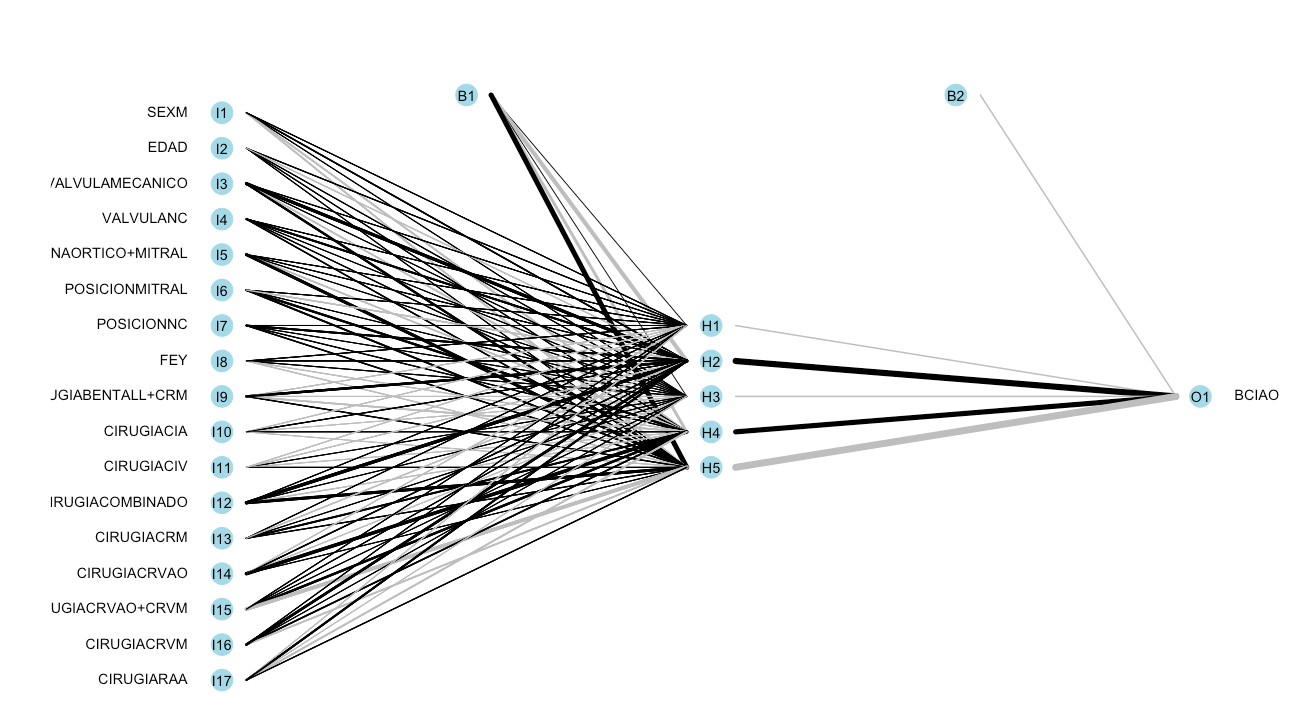 B1
B2
SEXM I1
EDAD I2
VALVULAMECANICO I3
VALVULANC I4
NAORTICO+MITRAL I5
POSICIONMITRAL I6
POSICIONNC I7
H1
FEY I8
H2
UGIABENTALL+CRM I9
H3
O1 BCIAO
CIRUGIACIA I10
H4
CIRUGIACIV I11
H5
IRUGIACOMBINADO I12
CIRUGIACRM I13
CIRUGIACRVAO I14
UGIACRVAO+CRVM I15
CIRUGIACRVM I16
CIRUGIARAA I17